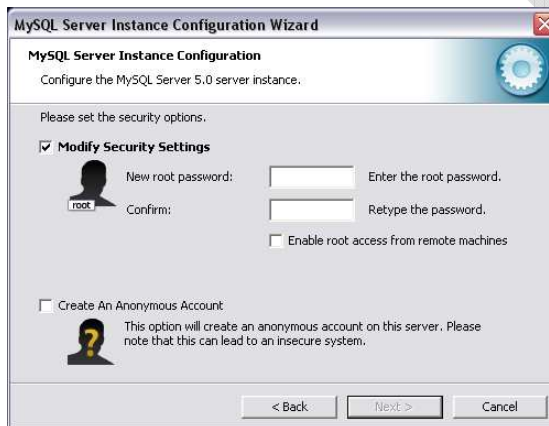 MySQL Server Instance Configuration Wizard
MySQL Server Instance Configuration
Configure the MySQL Server 5.0 server instance.
Please set the security options.
Modify Security Settings
root
New root password:
Enter the root password.
Confirm:
Retype the password.
Enable root access from remote machines
Create An Anonymous Account
This option will create an anonymous account on this server. Please
note that this can lead to an insecure system.
< Back
Next >
Cancel